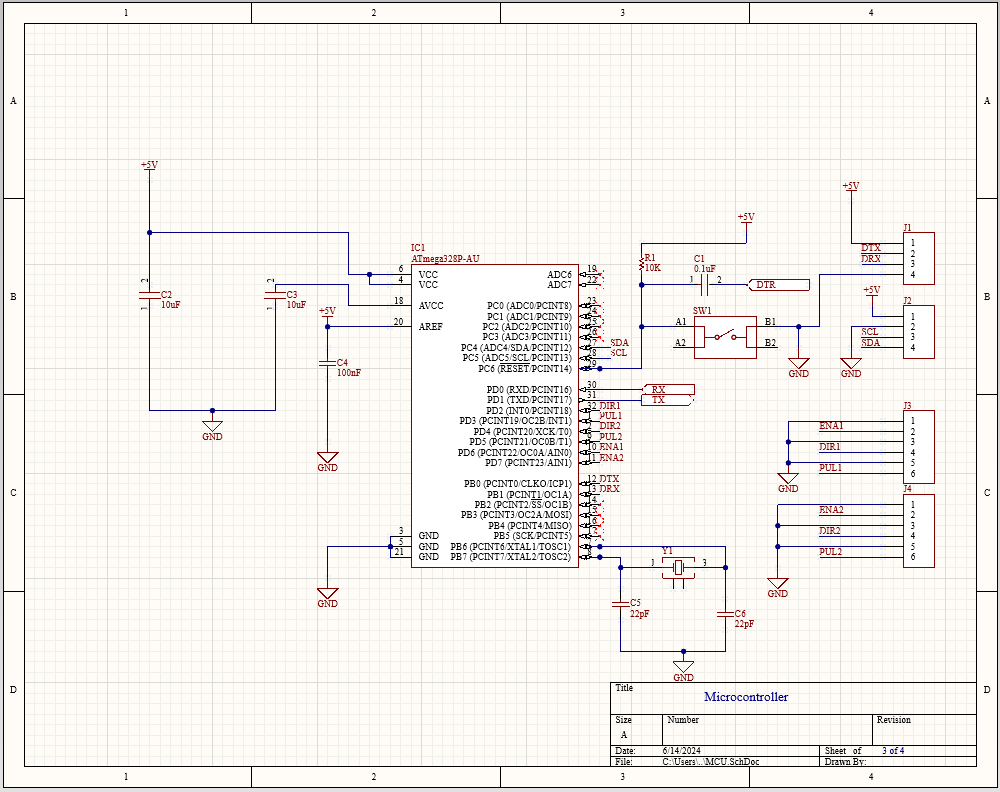 1 2 3 4
A A
+5V
+5V
+5V
J1
DTX
DRX
1
2
3
4
IC1
ATmega328P-AU
R1
10K
C1
0.1uF
1 2
DTR
B B
6 VCC
4 VCC
18 AVCC
20 AREF
ADC6 19
ADC7 22
PC0 (ADC0/PCINT8) 23
PC1 (ADC1/PCINT9)
PC2 (ADC2/PCINT10)
PC3 (ADC3/PCINT11)
PC4 (ADC4/SDA/PCINT12) SDA
PC5 (ADC5/SCL/PCINT13) 28 SCL
PC6 (RESET/PCINT14) 29
PD0 (RXD/PCINT16) 30 RX
PD1 (TXD/PCINT17) 31 TX
PD2 (INT0/PCINT18) 32 DIR1
PD3 (PCINT19/OC2B/INT1) PUL1
PD4 (PCINT20/XCK/T0) DIR2
PD5 (PCINT21/OC0B/T1) PUL2
PD6 (PCINT22/OC0A/AIN0) 10 ENA1
PD7 (PCINT23/AIN1) 11 ENA2
PB0 (PCINT0/CLKO/ICP1) 12 DTX
PB1 (PCINT1/OC1A) 13 DRX
PB2 (PCINT2/SS/OC1B)
PB3 (PCINT3/OC2A/MOSI)
PB4 (PCINT4/MISO)
PB5 (SCK/PCINT5)
PB6 (PCINT6/XTAL1/TOSC1)
PB7 (PCINT7/XTAL2/TOSC2)
3 GND
5 GND
21 GND
2
C2
10uF
1
2
C3
10uF
1
+5V
C4
100nF
GND
GND
GND
SW1
A1 B1
A2 B2
GND
+5V
J2
SCL
SDA
1
2
3
4
GND
J3
ENA1
DIR1
PUL1
1
2
3
4
5
6
GND
C C
J4
ENA2
DIR2
PUL2
1
2
3
4
5
6
GND
Y1
1 3
C5
22pF
C6
22pF
GND
D D
Title
Microcontroller
Size Number Revision
A
Date: 6/14/2024 Sheet of 3 of 4
File: C:\Users\..\MCU.SchDoc Drawn By:
1 2 3 4